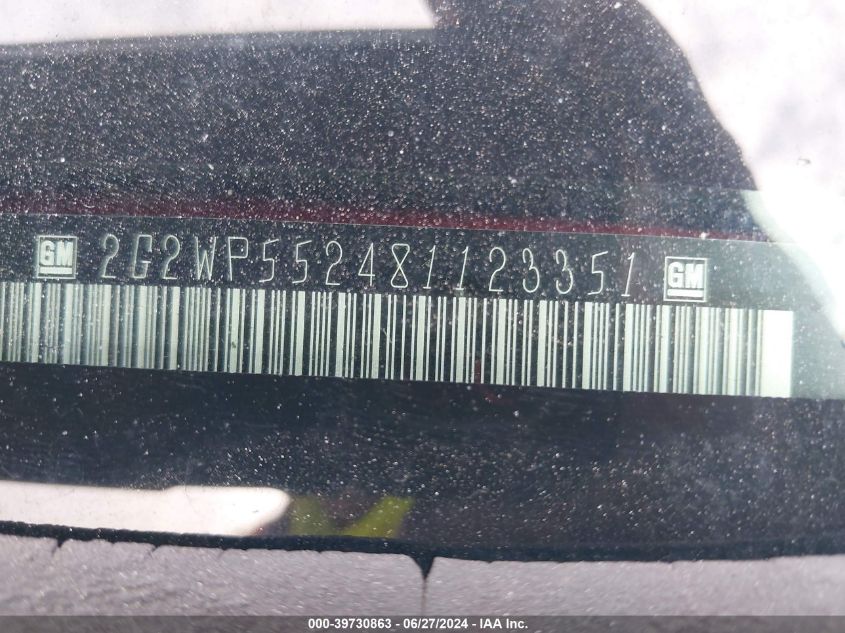 GM 2G2WP552481123351 GM
000-39730863 / 06/27/2024 - IAA Inc.